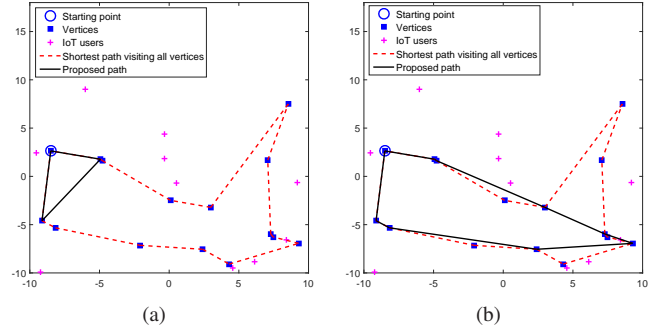 Starting point
Vertices
IoT users
Shortest path visiting all vertices
Proposed path
15
10
5
0
-5
-10
-10 -5 0 5 10
(a)
Starting point
Vertices
IoT users
Shortest path visiting all vertices
Proposed path
15
10
5
0
-5
-10
-10 -5 0 5 10
(b)